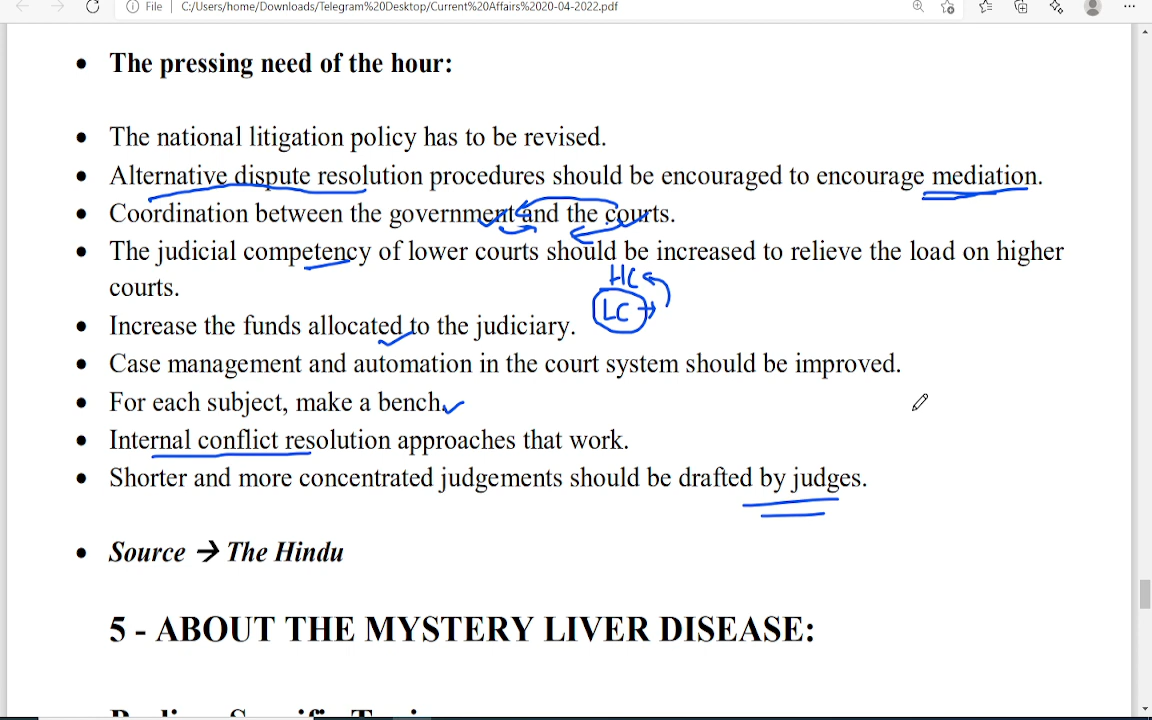 File | C:/Users/home/Downloads/Telegram%20Desktop/Current%20Affairs%2020-04-2022.pdf
• The pressing need of the hour:
• The national litigation policy has to be revised.
• Alternative dispute resolution procedures should be encouraged to encourage mediation.
• Coordination between the government and the courts.
• The judicial competency of lower courts should be increased to relieve the load on higher
courts.
HC
LC
• Increase the funds allocated to the judiciary.
• Case management and automation in the court system should be improved.
• For each subject, make a bench.
• Internal conflict resolution approaches that work.
• Shorter and more concentrated judgements should be drafted by judges.
• Source → The Hindu
5 - ABOUT THE MYSTERY LIVER DISEASE: